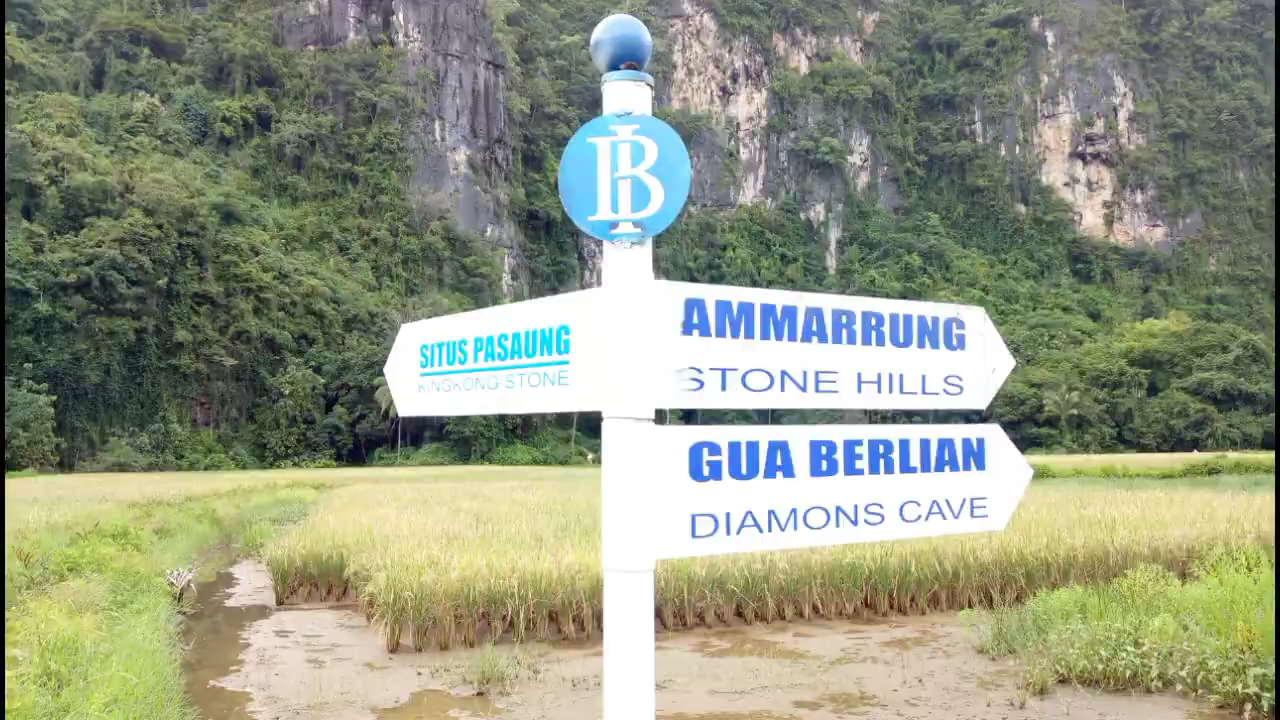 BI
SITUS PASAUNG
KINGKONG STONE
AMMARRUNG
STONE HILLS
GUA BERLIAN
DIAMONS CAVE